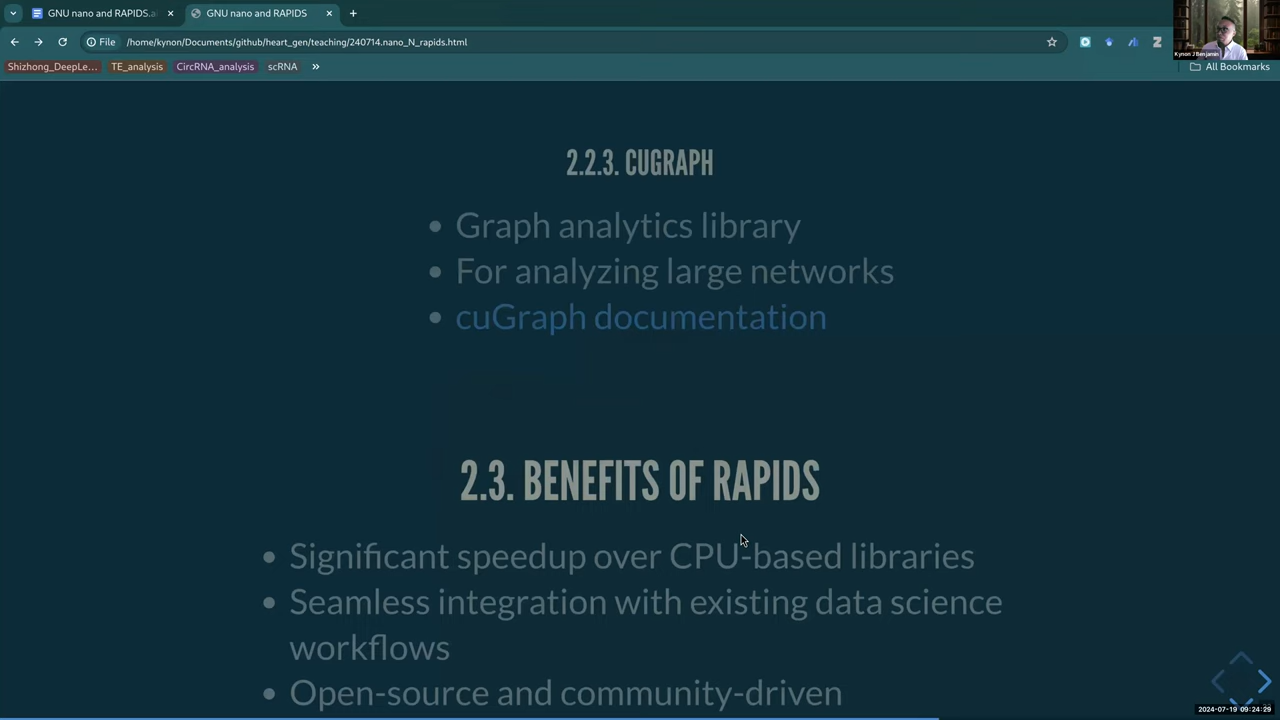 GNU nano and RAPIDS.a
GNU nano and RAPIDS
File
/home/kynon/Documents/github/heart_gen/teaching/240714.nano_N_rapids.html
Shizhong_DeepLe...
TE_analysis
CircRNA_analysis
scRNA
All Bookmarks
Kynon J Benjamin
2.2.3. CUGRAPH
Graph analytics library
For analyzing large networks
cuGraph documentation
2.3. BENEFITS OF RAPIDS
Significant speedup over CPU-based libraries
Seamless integration with existing data science
workflows
Open-source and community-driven
2024-07-19 09:24:29